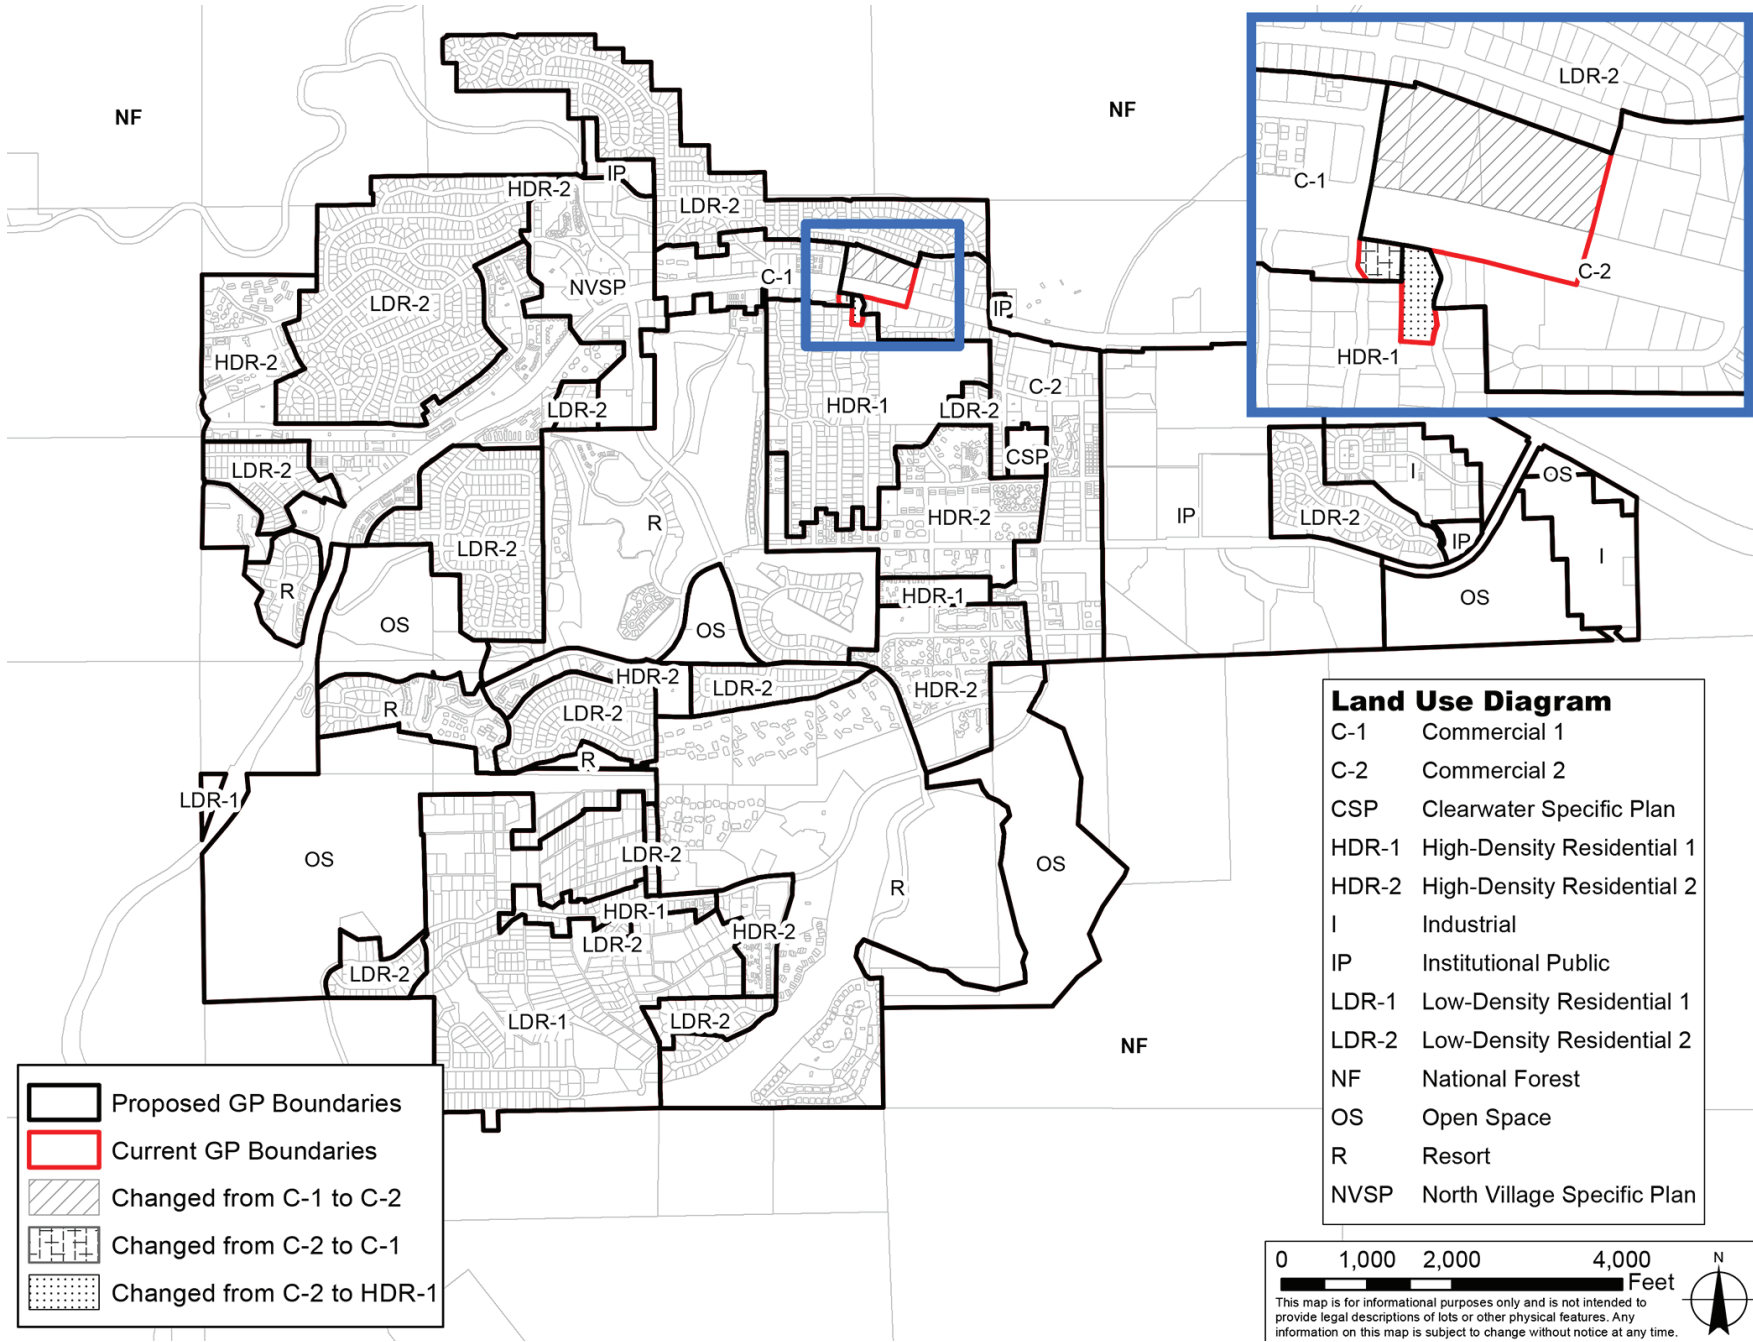 NF
NF
LDR-2
C-1
C-2
HDR-1
IP
HDR-2
LDR-2
C-1
NVSP
LDR-2
IP
HDR-2
C-2
LDR-2
HDR-1
LDR-2
CSP
LDR-2
I
OS
R
HDR-2
IP
LDR-2
IP
LDR-2
I
R
HDR-1
OS
OS
OS
HDR-2
LDR-2
HDR-2
R
LDR-2
R
LDR-1
OS
LDR-2
OS
R
HDR-1
HDR-2
LDR-2
LDR-2
LDR-1
LDR-2
NF
Land Use Diagram
C-1 Commercial 1
C-2 Commercial 2
CSP Clearwater Specific Plan
HDR-1 High-Density Residential 1
HDR-2 High-Density Residential 2
I Industrial
IP Institutional Public
LDR-1 Low-Density Residential 1
LDR-2 Low-Density Residential 2
NF National Forest
OS Open Space
R Resort
NVSP North Village Specific Plan
Proposed GP Boundaries
Current GP Boundaries
Changed from C-1 to C-2
Changed from C-2 to C-1
Changed from C-2 to HDR-1
0 1,000 2,000 4,000
Feet
N
This map is for informational purposes only and is not intended to
provide legal descriptions of lots or other physical features. Any
information on this map is subject to change without notice at any time.